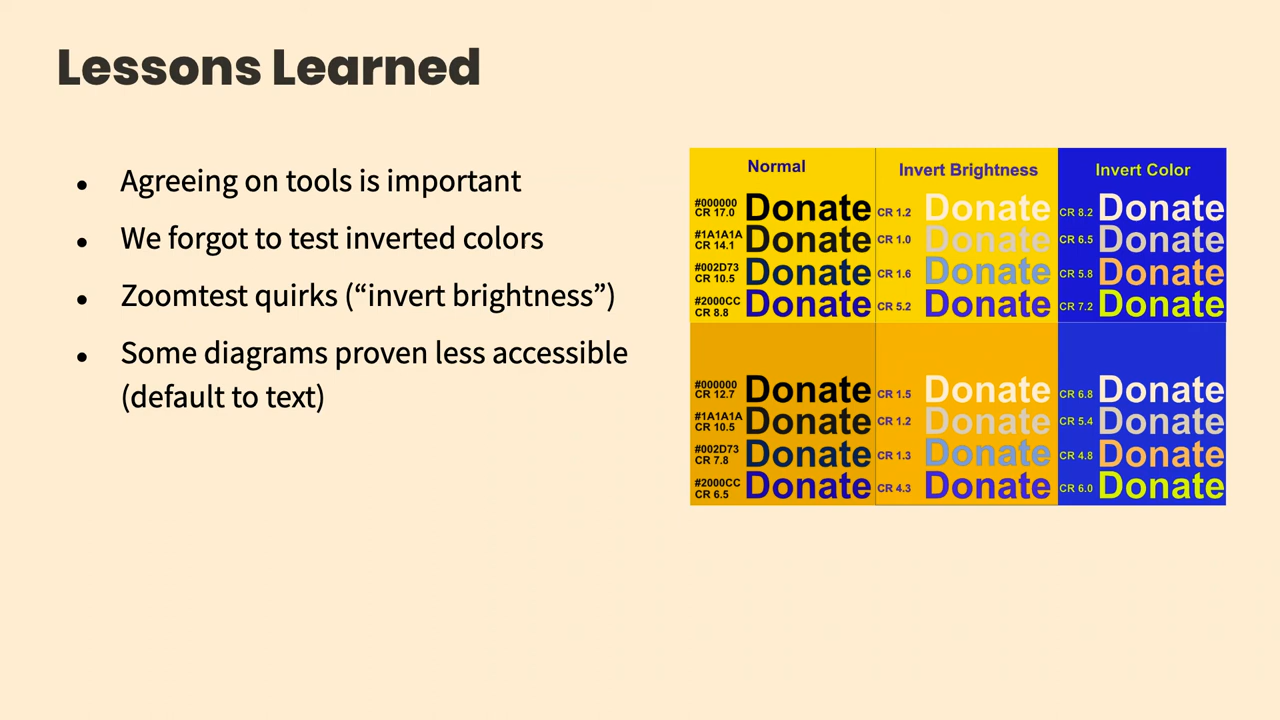 Lessons Learned
● Agreeing on tools is important
● We forgot to test inverted colors
● Zoomtest quirks (“invert brightness”)
● Some diagrams proven less accessible
(default to text)
Normal
#000000
CR 17.0 Donate
#1A1A1A
CR 14.1 Donate
#002D73
CR 10.5 Donate
#2000CC
CR 8.8 Donate
#000000
CR 12.7 Donate
#1A1A1A
CR 10.5 Donate
#002D73
CR 7.8 Donate
#2000CC
CR 6.5 Donate
Invert Brightness
CR 1.2 Donate
CR 1.0 Donate
CR 1.6 Donate
CR 5.2 Donate
CR 1.5 Donate
CR 1.2 Donate
CR 1.3 Donate
CR 4.3 Donate
Invert Color
CR 8.2 Donate
CR 6.5 Donate
CR 5.8 Donate
CR 7.2 Donate
CR 6.8 Donate
CR 5.4 Donate
CR 4.8 Donate
CR 6.0 Donate